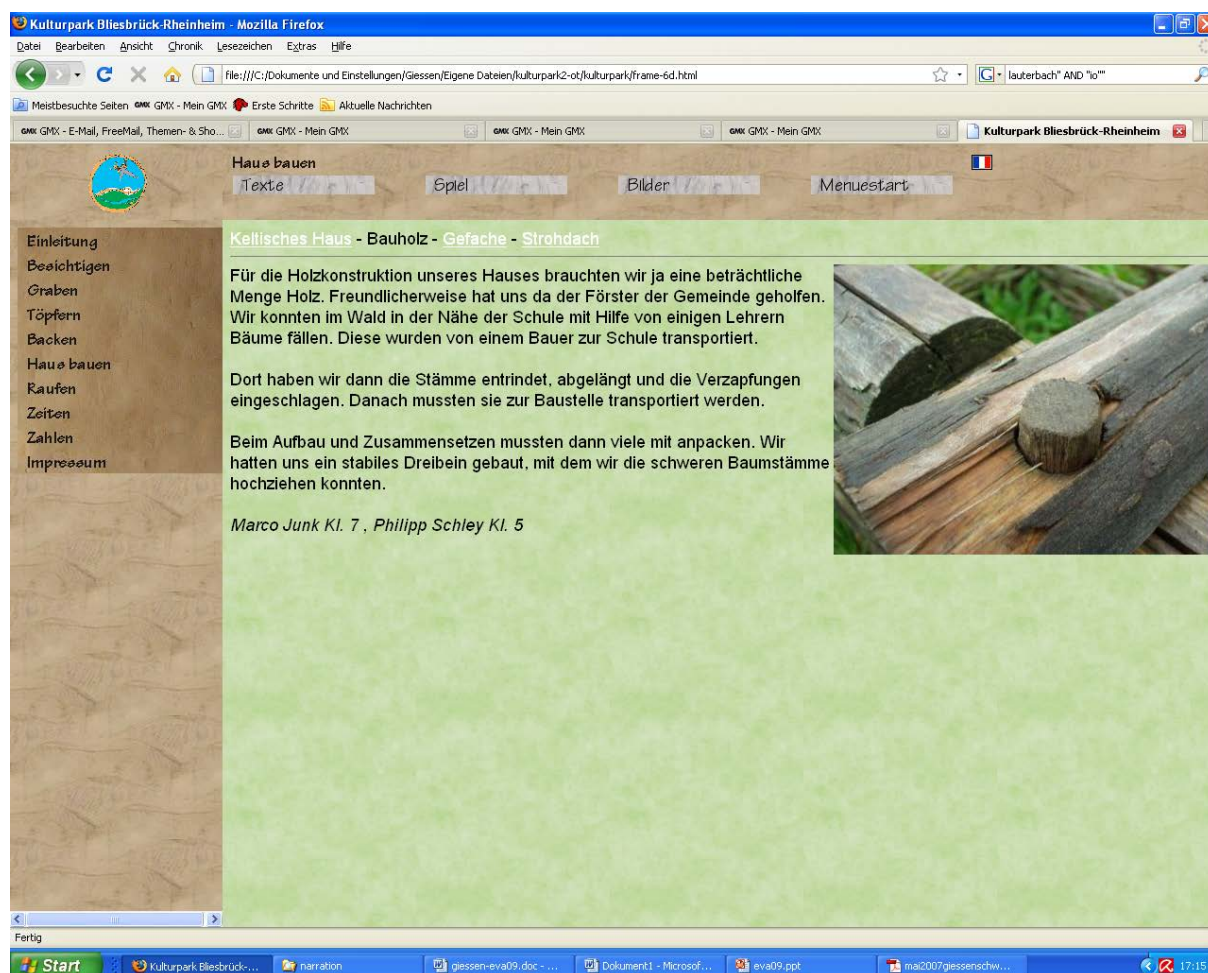 Kulturpark Bliesbrück-Rheinheim - Mozilla Firefox
Datei Bearbeiten Ansicht Chronik Lesezeichen Extras Hilfe
file:///C:/Dokumente und Einstellungen/Giessen/Eigene Dateien/kulturpark2-ot/kulturpark/frame-6d.html
lauterbach" AND "io""
Meistbesuchte Seiten GMX GMX - Mein GMX Erste Schritte Aktuelle Nachrichten
GMX GMX - E-Mail, FreeMail, Themen- & Sho... GMX GMX - Mein GMX GMX GMX - Mein GMX GMX GMX - Mein GMX Kulturpark Bliesbrück-Rheinheim
Haus bauen
Texte Spiel Bilder Menuestart
Einleitung
Besichtigen
Graben
Töpfern
Backen
Haus bauen
Raufen
Zeiten
Zahlen
Impressum
Keltisches Haus - Bauholz - Gefache - Strohdach
Für die Holzkonstruktion unseres Hauses brauchten wir ja eine beträchtliche
Menge Holz. Freundlicherweise hat uns da der Förster der Gemeinde geholfen.
Wir konnten im Wald in der Nähe der Schule mit Hilfe von einigen Lehrern
Bäume fällen. Diese wurden von einem Bauer zur Schule transportiert.
Dort haben wir dann die Stämme entrindet, abgelängt und die Verzapfungen
eingeschlagen. Danach mussten sie zur Baustelle transportiert werden.
Beim Aufbau und Zusammensetzen mussten dann viele mit anpacken. Wir
hatten uns ein stabiles Dreibein gebaut, mit dem wir die schweren Baumstämme
hochziehen konnten.
Marco Junk Kl. 7 , Philipp Schley Kl. 5
Fertig
Start Kulturpark Bliesbrück-... narration giessen-eva09.doc - ... Dokument1 - Microsof... eva09.ppt mai2007giessenschw... 17:15